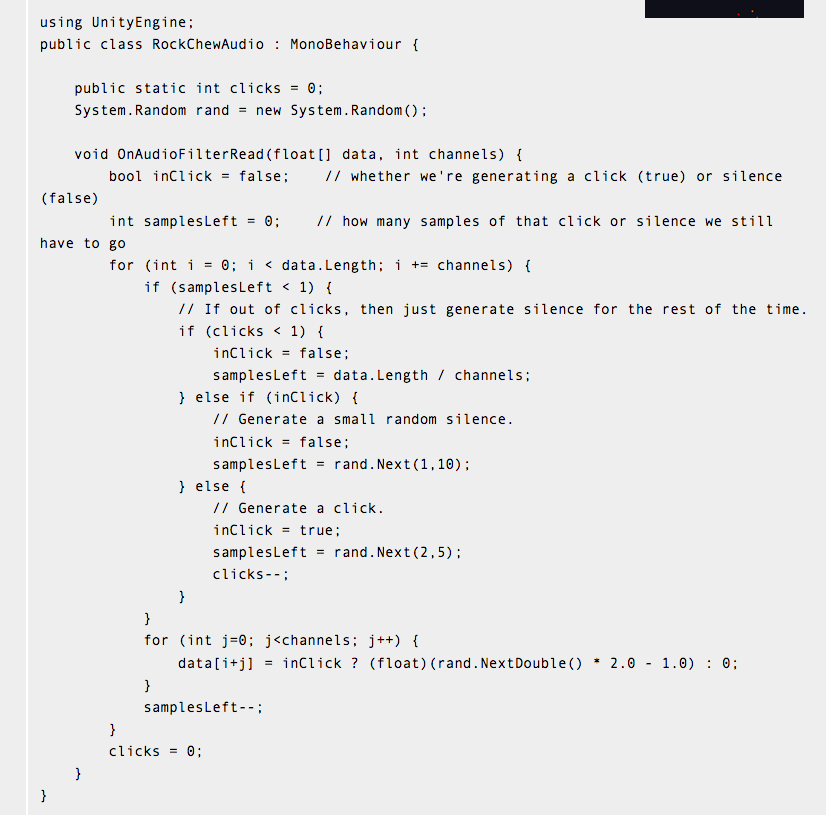 using UnityEngine;
public class RockChewAudio : MonoBehaviour {
public static int clicks = 0;
System.Random rand = new System.Random();
void OnAudioFilterRead(float[] data, int channels) {
bool inClick = false;    // whether we're generating a click (true) or silence
(false)
int samplesLeft = 0;    // how many samples of that click or silence we still
have to go
for (int i = 0; i < data.Length; i += channels) {
if (samplesLeft < 1) {
// If out of clicks, then just generate silence for the rest of the time.
if (clicks < 1) {
inClick = false;
samplesLeft = data.Length / channels;
} else if (inClick) {
// Generate a small random silence.
inClick = false;
samplesLeft = rand.Next(1,10);
} else {
// Generate a click.
inClick = true;
samplesLeft = rand.Next(2,5);
clicks--;
}
}
for (int j=0; j<channels; j++) {
data[i+j] = inClick ? (float)(rand.NextDouble() * 2.0 - 1.0) : 0;
}
samplesLeft--;
}
clicks = 0;
}
}